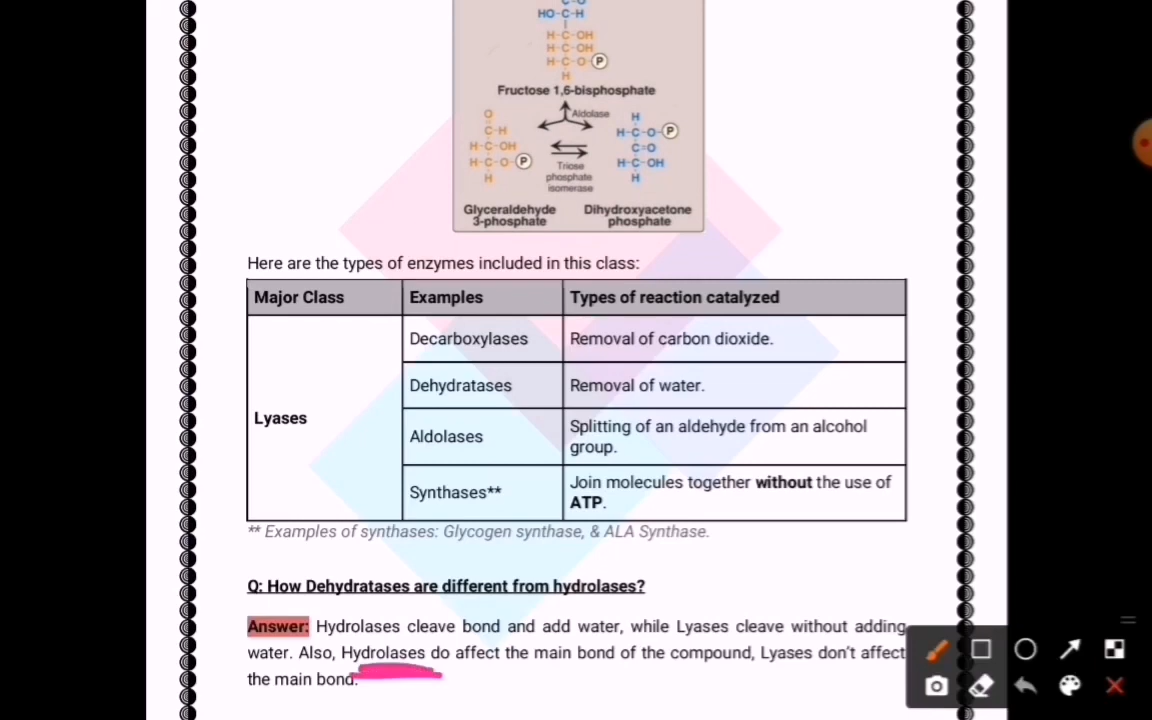 HO-C-H
H-C-OH
H-C-OH
H-C-O-P
H
Fructose 1,6-bisphosphate
Aldolase
O
C-H
H-C-OH
H-C-O-P
H
Triose
phosphate
isomerase
H
H-C-O-P
C=O
H-C-OH
H
Glyceraldehyde
3-phosphate
Dihydroxyacetone
phosphate
Here are the types of enzymes included in this class:
Major Class Examples Types of reaction catalyzed
Lyases
Decarboxylases Removal of carbon dioxide.
Dehydratases Removal of water.
Aldolases Splitting of an aldehyde from an alcohol
group.
Synthases** Join molecules together without the use of
ATP.
** Examples of synthases: Glycogen synthase, & ALA Synthase.
Q: How Dehydratases are different from hydrolases?
Answer: Hydrolases cleave bond and add water, while Lyases cleave without adding
water. Also, Hydrolases do affect the main bond of the compound, Lyases don't affect
the main bond.